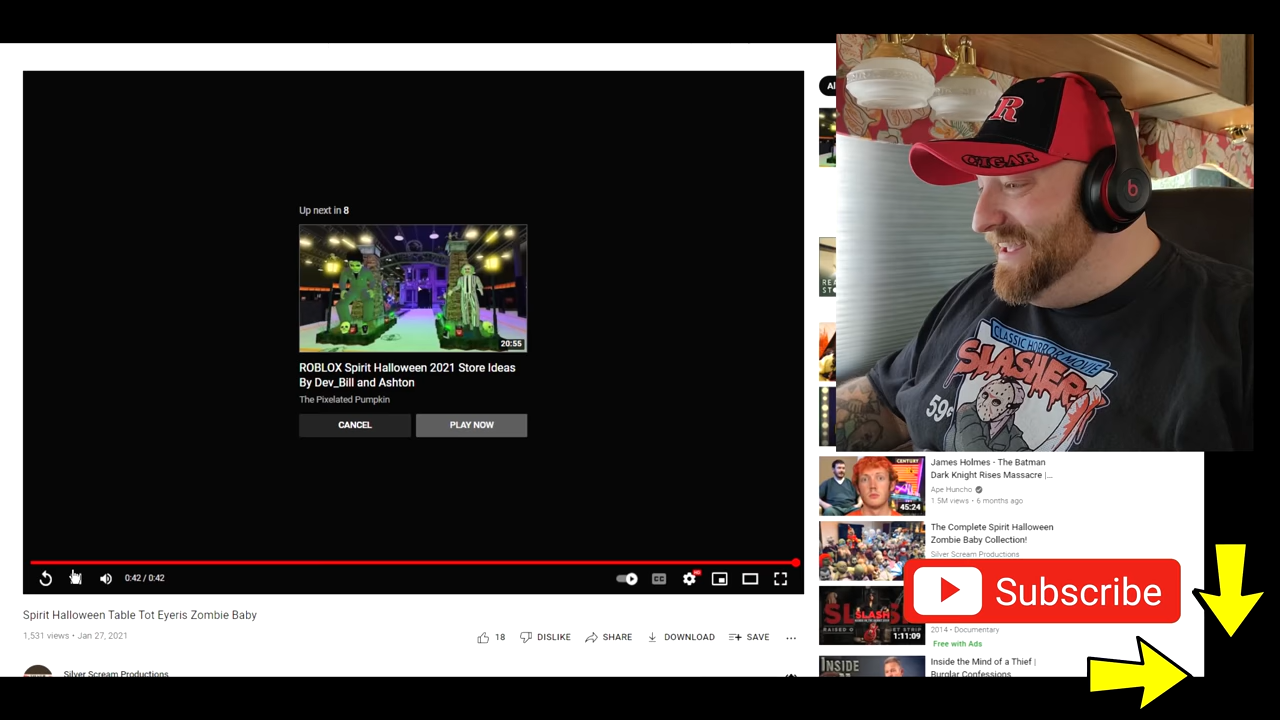 Up next in 8
20:55
ROBLOX Spirit Halloween 2021 Store Ideas
By Dev_Bill and Ashton
The Pixelated Pumpkin
CANCEL
PLAY NOW
0:42 / 0:42
CC
HD
Spirit Halloween Table Tot Eyeris Zombie Baby
1,531 views • Jan 27, 2021
18
DISLIKE
SHARE
DOWNLOAD
SAVE
Silver Scream Productions
R
CIGAR
b
CLASSIC HORROR MOVIE
SLASHER
59¢
CENTURY
45:24
James Holmes - The Batman
Dark Knight Rises Massacre |...
Ape Huncho
1.5M views • 6 months ago
The Complete Spirit Halloween
Zombie Baby Collection!
Silver Scream Productions
SLASH
1:11:09
2014 • Documentary
Free with Ads
INSIDE
Inside the Mind of a Thief |
Burglar Confessions
Subscribe